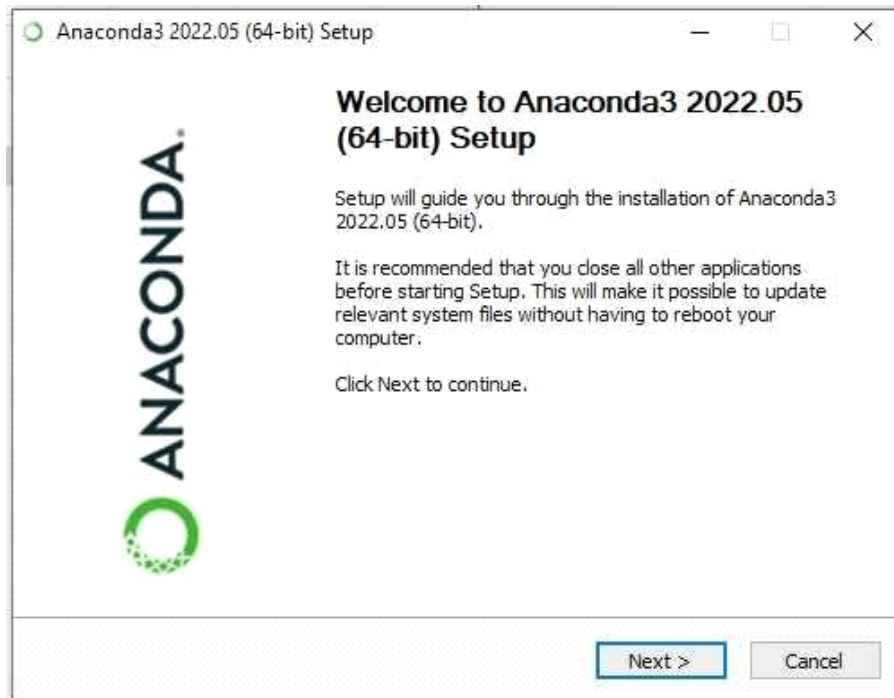 Anaconda3 2022.05 (64-bit) Setup
Welcome to Anaconda3 2022.05
(64-bit) Setup
Setup will guide you through the installation of Anaconda3
2022.05 (64-bit).
It is recommended that you close all other applications
before starting Setup. This will make it possible to update
relevant system files without having to reboot your
computer.
Click Next to continue.
ANACONDA.
Next >
Cancel